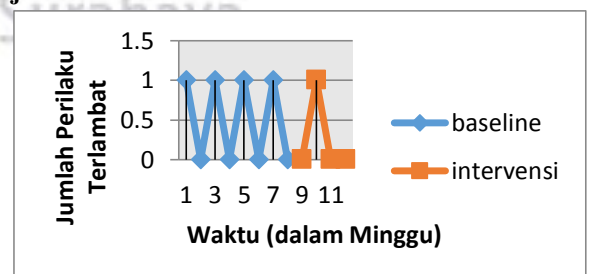 1.5
1
0.5
0
Jumlah Perilaku
Terlambat
1 3 5 7 9 11
Waktu (dalam Minggu)
baseline
intervensi